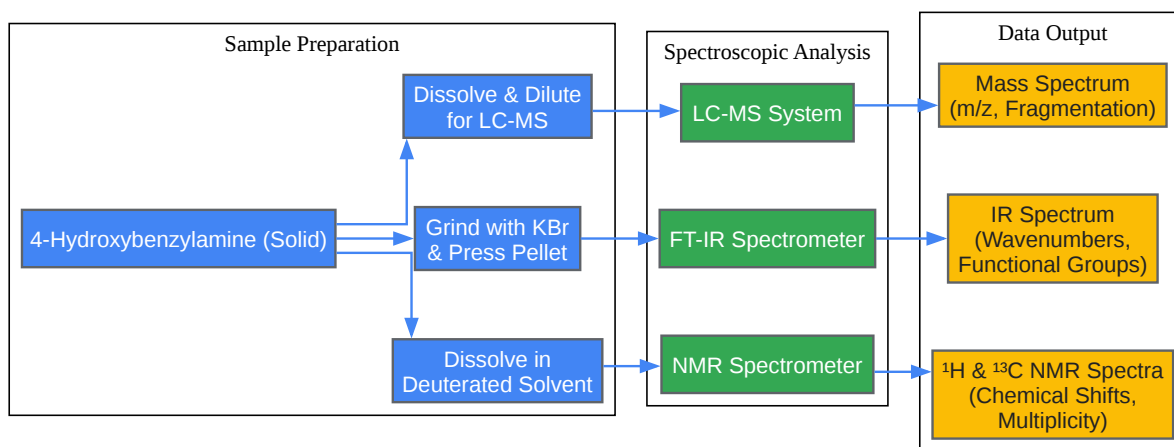 Sample Preparation
Spectroscopic Analysis
Data Output
Dissolve & Dilute
for LC-MS
LC-MS System
Mass Spectrum
(m/z, Fragmentation)
4-Hydroxybenzylamine (Solid)
Grind with KBr
& Press Pellet
FT-IR Spectrometer
IR Spectrum
(Wavenumbers,
Functional Groups)
Dissolve in
Deuterated Solvent
NMR Spectrometer
¹H & ¹³C NMR Spectra
(Chemical Shifts,
Multiplicity)